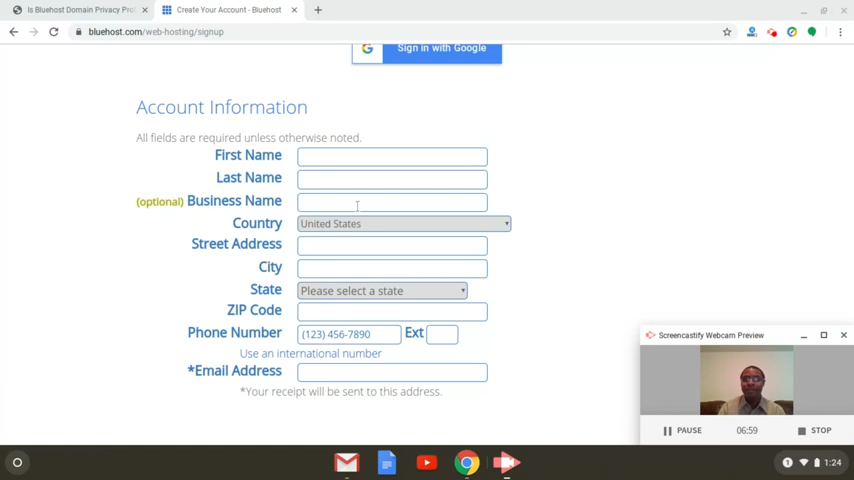 Is Bluehost Domain Privacy Pro
Create Your Account - Bluehost
bluehost.com/web-hosting/signup
Sign in with Google
Account Information
All fields are required unless otherwise noted.
First Name
Last Name
(optional) Business Name
Country United States
Street Address
City
State Please select a state
ZIP Code
Phone Number (123) 456-7890 Ext
Use an international number
*Email Address
*Your receipt will be sent to this address.
Screencastify Webcam Preview
PAUSE 06:59 STOP
1 1:24